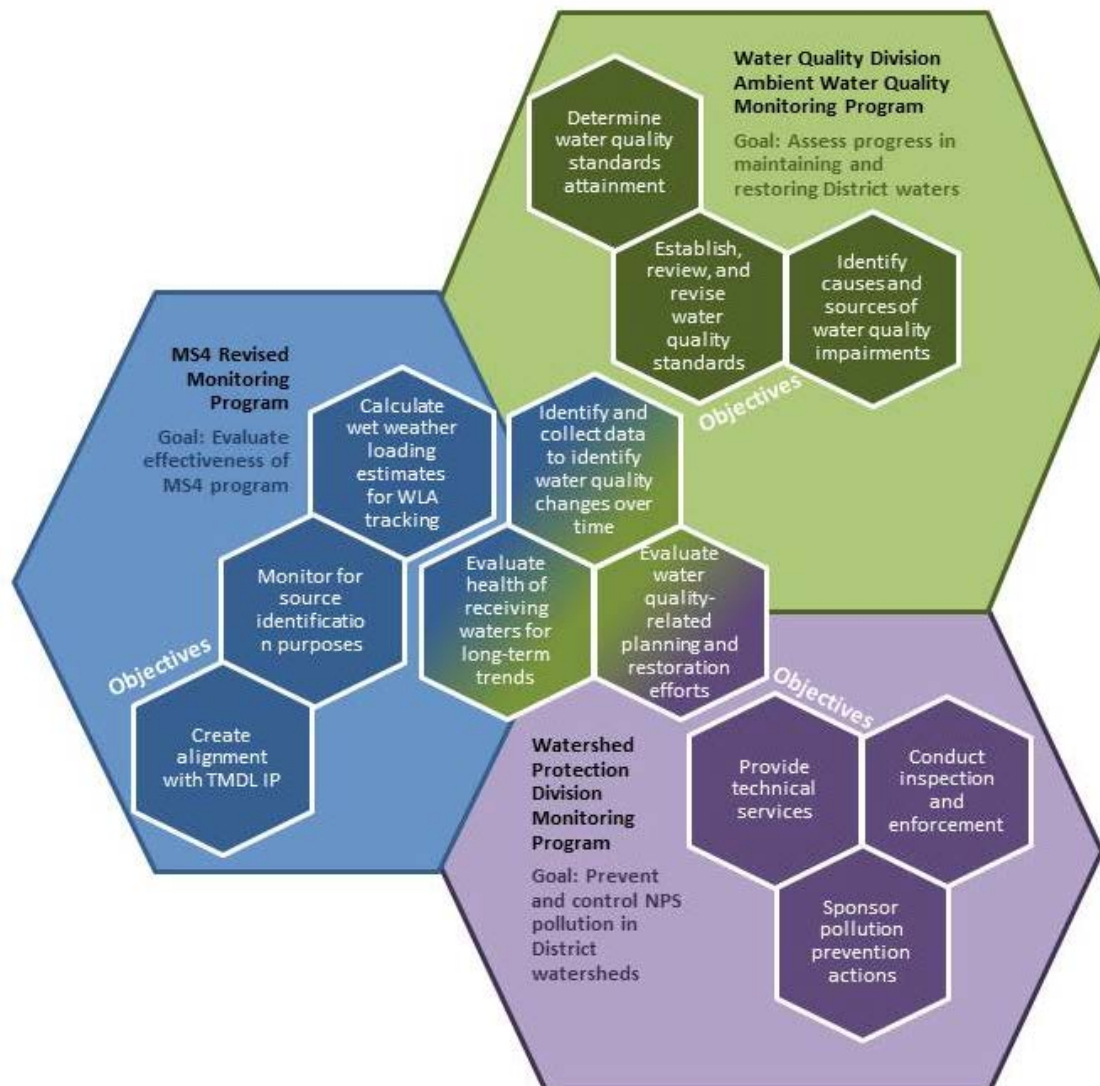 Water Quality Division
Ambient Water Quality
Monitoring Program
Goal: Assess progress in
maintaining and
restoring District waters
Determine
water quality
standards
attainment
Establish,
review, and
revise
water
quality
standards
Identify
causes and
sources of
water quality
impairments
Objectives
MS4 Revised
Monitoring
Program
Goal: Evaluate
effectiveness of
MS4 program
Calculate
wet weather
loading
estimates
for WLA
tracking
Identify and
collect data
to identify
water quality
changes over
time
Monitor for
source
identificatio
n purposes
Evaluate
health of
receiving
waters for
long-term
trends
Evaluate
water
quality-
related
planning and
restoration
efforts
Objectives
Create
alignment
with TMDL IP
Objectives
Watershed
Protection
Division
Monitoring
Program
Goal: Prevent
and control NPS
pollution in
District
watersheds
Provide
technical
services
Conduct
inspection
and
enforcement
Sponsor
pollution
prevention
actions